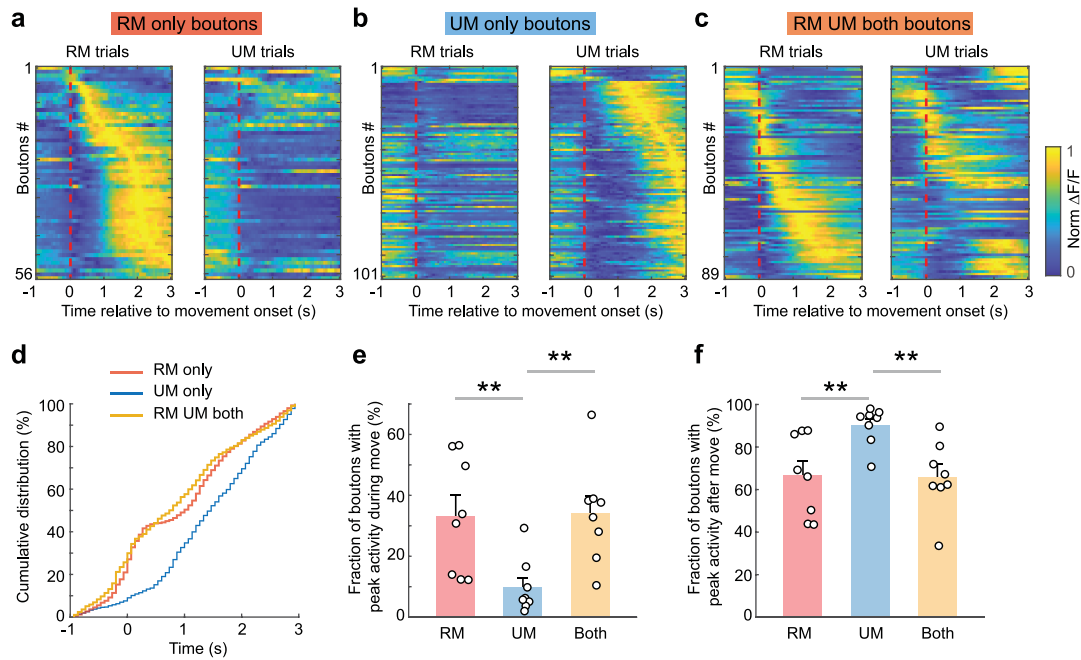 a
RM only boutons
b
UM only boutons
c
RM UM both boutons
RM trials
UM trials
RM trials
UM trials
RM trials
UM trials
1
Boutons #
56
1
Boutons #
101
1
Boutons #
89
-1 0 1 2 3
-1 0 1 2 3
-1 0 1 2 3
-1 0 1 2 3
-1 0 1 2 3
-1 0 1 2 3
Time relative to movement onset (s)
Time relative to movement onset (s)
Time relative to movement onset (s)
1
0
Norm ΔF/F
d
RM only
UM only
RM UM both
Cumulative distribution (%)
100
80
60
40
20
0
-1 0 1 2 3
Time (s)
e
**
**
Fraction of boutons with
peak activity during move (%)
60
40
20
0
RM UM Both
f
**
**
Fraction of boutons with
peak activity after move (%)
100
80
60
40
20
0
RM UM Both